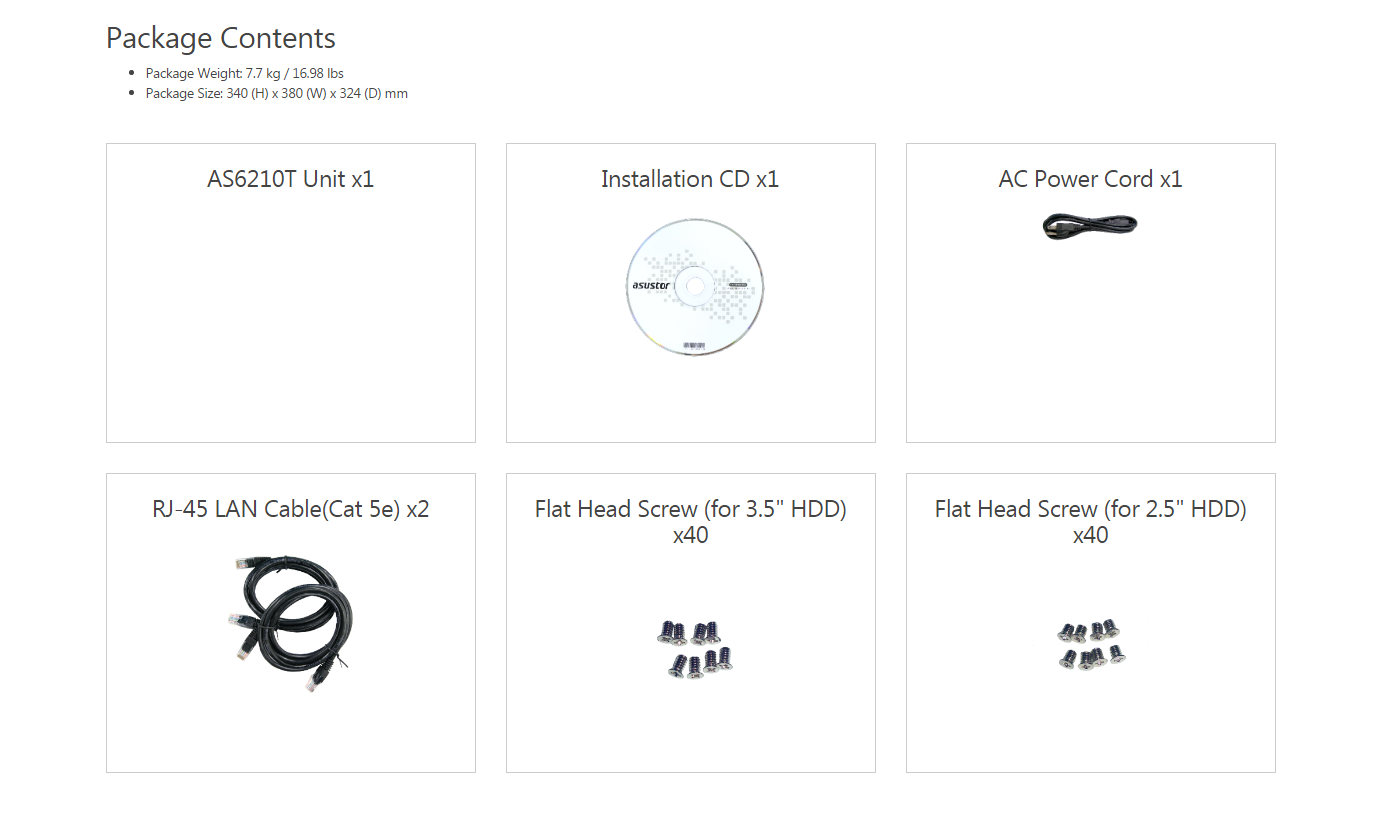 Package Contents
Package Weight: 7.7 kg / 16.98 lbs
Package Size: 340 (H) x 380 (W) x 324 (D) mm
AS6210T Unit x1
Installation CD x1
AC Power Cord x1
asustor
RJ-45 LAN Cable(Cat 5e) x2
Flat Head Screw (for 3.5" HDD)
x40
Flat Head Screw (for 2.5" HDD)
x40